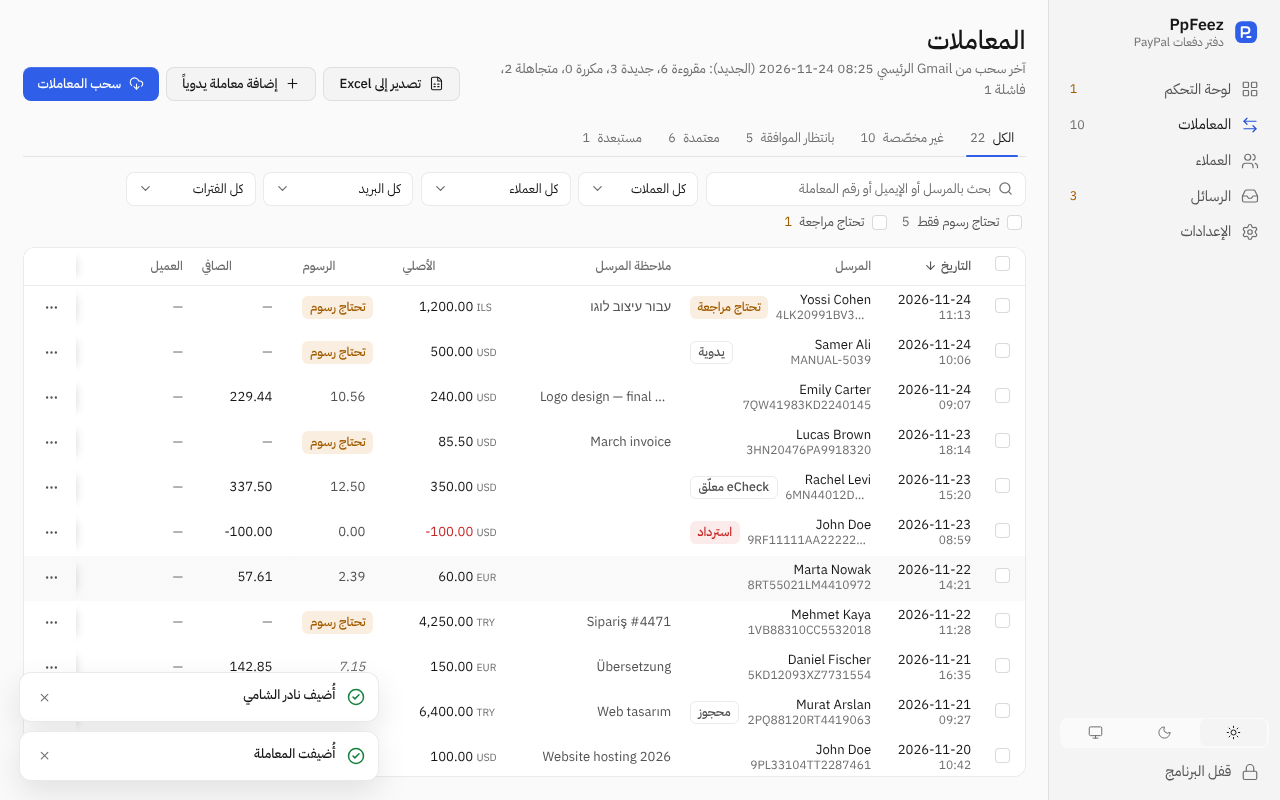 PpFeez
دفتر دفعات PayPal
لوحة التحكم 1
المعاملات 10
العملاء
الرسائل 3
الإعدادات
قفل البرنامج
المعاملات
آخر سحب من Gmail الرئيسي 08:25 24-11-2026 (الجديد): مقروءة 6، جديدة 3، مكررة 0، متجاهلة 2،
فاشلة 1
تصدير إلى Excel
إضافة معاملة يدوياً
سحب المعاملات
الكل 22 غير مخصّصة 10 بانتظار الموافقة 5 معتمدة 6 مستبعدة 1
بحث بالمرسل أو الإيميل أو رقم المعاملة
كل العملات
كل العملاء
كل البريد
كل الفترات
تحتاج رسوم فقط 5 تحتاج مراجعة 1
التاريخ المرسل ملاحظة المرسل الأصلي الرسوم الصافي العميل
2026-11-24 Yossi Cohen تحتاج مراجعة עבור עיצוב לוגו 1,200.00 ILS تحتاج رسوم — —
11:13 4LK20991BV3...
2026-11-24 Samer Ali يدوية 500.00 USD تحتاج رسوم — —
10:06 MANUAL-5039
2026-11-24 Emily Carter Logo design — final ... 240.00 USD 10.56 229.44 —
09:07 7QW41983KD2240145
2026-11-23 Lucas Brown March invoice 85.50 USD تحتاج رسوم — —
18:14 3HN20476PA9918320
2026-11-23 Rachel Levi eCheck معلّق 350.00 USD 12.50 337.50 —
15:20 6MN44012D...
2026-11-23 John Doe استرداد -100.00 USD 0.00 -100.00 —
08:59 9RF11111AA22222...
2026-11-22 Marta Nowak 60.00 EUR 2.39 57.61 —
14:21 8RT55021LM4410972
2026-11-22 Mehmet Kaya Sipariş #4471 4,250.00 TRY تحتاج رسوم — —
11:28 1VB88310CC5532018
2026-11-21 Daniel Fischer Übersetzung 150.00 EUR 7.15 142.85 —
16:35 5KD12093XZ7731554
2026-11-21 Murat Arslan محجوز Web tasarım 6,400.00 TRY
09:27 2PQ88120RT4419063
2026-11-20 John Doe Website hosting 2026 100.00 USD
10:42 9PL33104TT2287461
أُضيف نادر الشامي
أُضيفت المعاملة